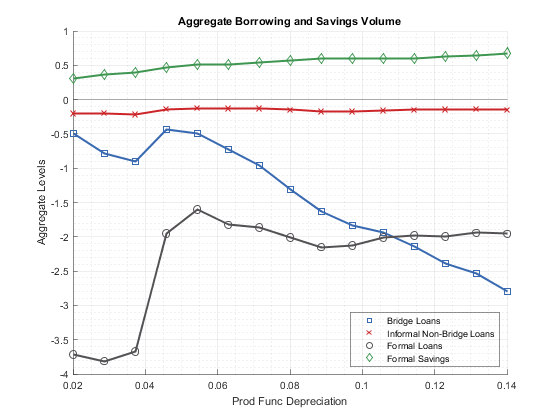 Aggregate Borrowing and Savings Volume
1
0.5
0
-0.5
-1
-1.5
-2
-2.5
-3
-3.5
-4
Aggregate Levels
0.02 0.04 0.06 0.08 0.1 0.12 0.14
Prod Func Depreciation
Bridge Loans
Informal Non-Bridge Loans
Formal Loans
Formal Savings